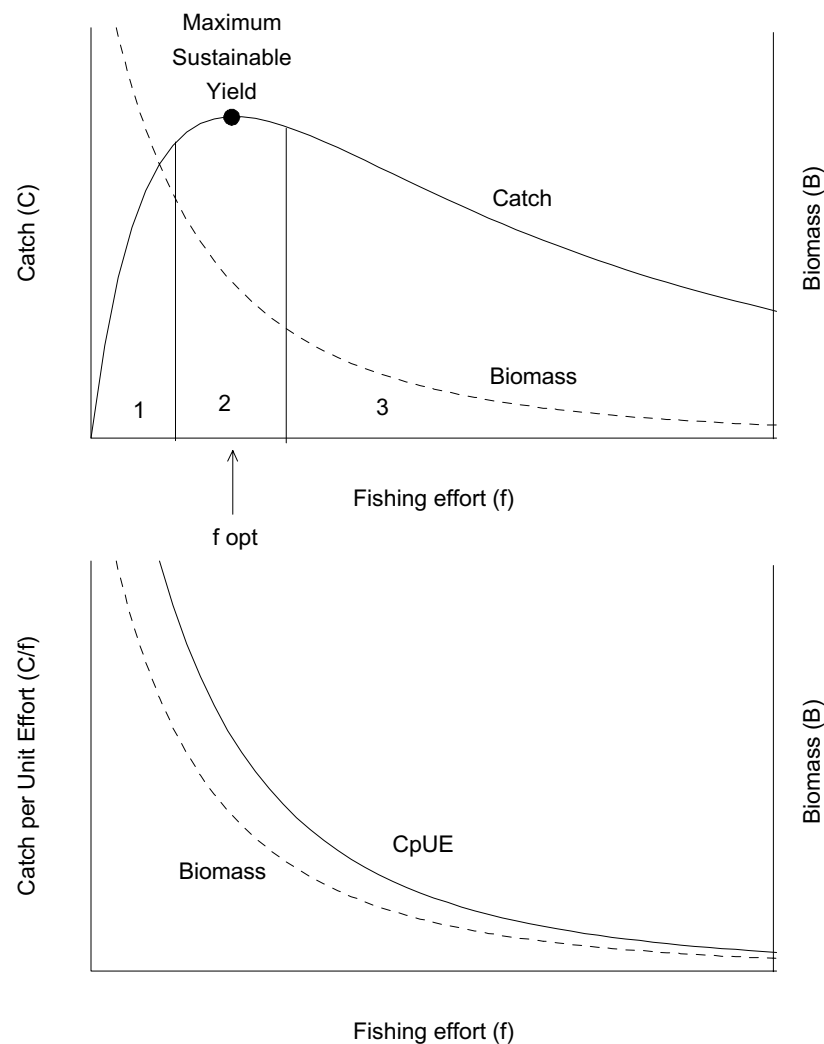 Maximum
Sustainable
Yield
Catch (C)
Biomass (B)
Catch
Biomass
1
2
3
Fishing effort (f)
f opt
Catch per Unit Effort (C/f)
Biomass (B)
CpUE
Biomass
Fishing effort (f)